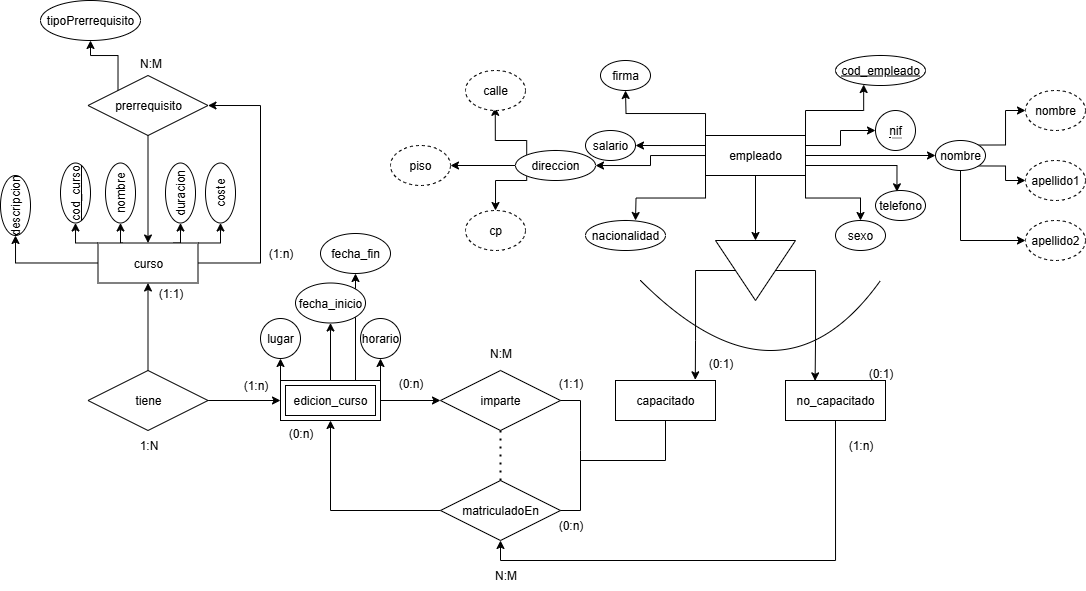 tipoPrerrequisito
N:M
prerrequisito
descripcion
cod_curso
nombre
duracion
coste
curso
(1:n)
(1:1)
tiene
1:N
(1:n)
fecha_fin
fecha_inicio
lugar
horario
edicion_curso
(0:n)
(0:n)
N:M
imparte
(1:1)
matriculadoEn
(0:n)
N:M
firma
cod_empleado
calle
salario
nif
nombre
piso
direccion
empleado
nombre
apellido1
telefono
cp
nacionalidad
sexo
apellido2
(0:1)
(0:1)
capacitado
no_capacitado
(1:n)